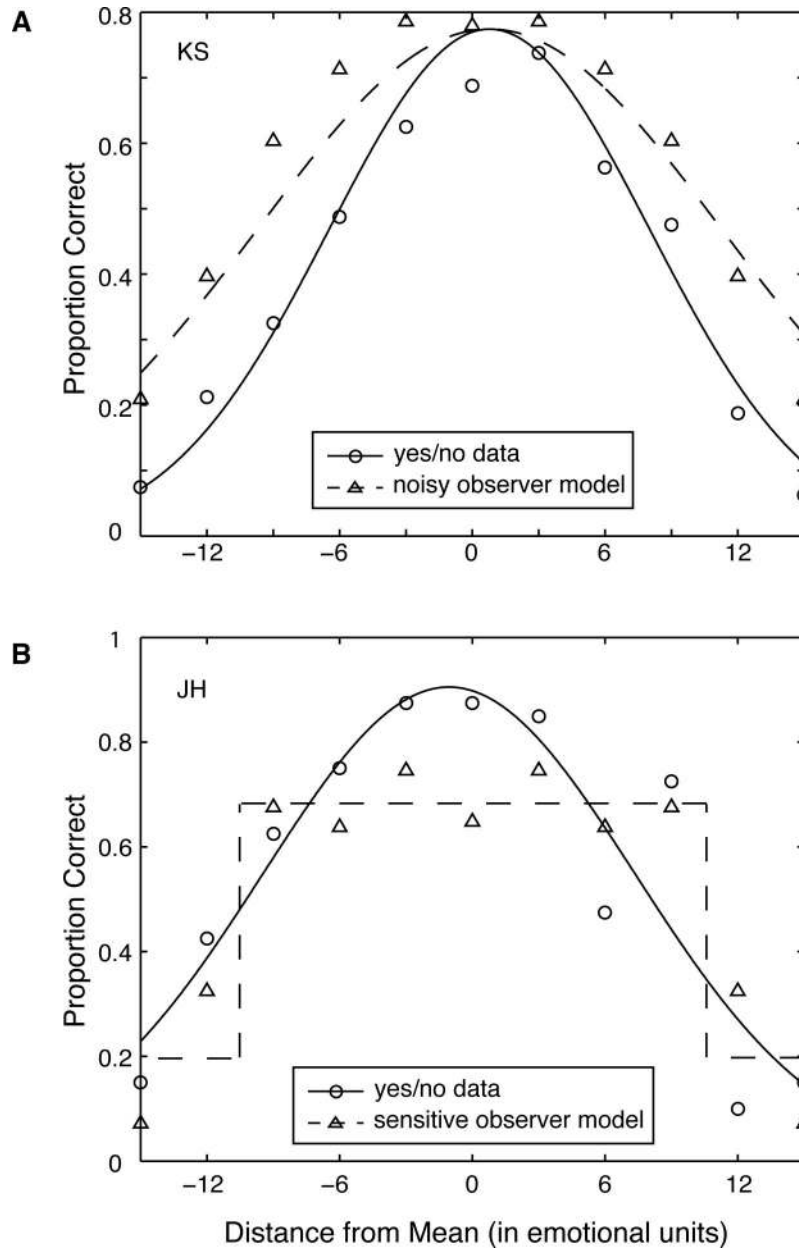 A
KS
0.8
0.6
0.4
0.2
0
Proportion Correct
yes/no data
noisy observer model
−12 −6 0 6 12
B
JH
1
0.8
0.6
0.4
0.2
0
Proportion Correct
yes/no data
sensitive observer model
−12 −6 0 6 12
Distance from Mean (in emotional units)